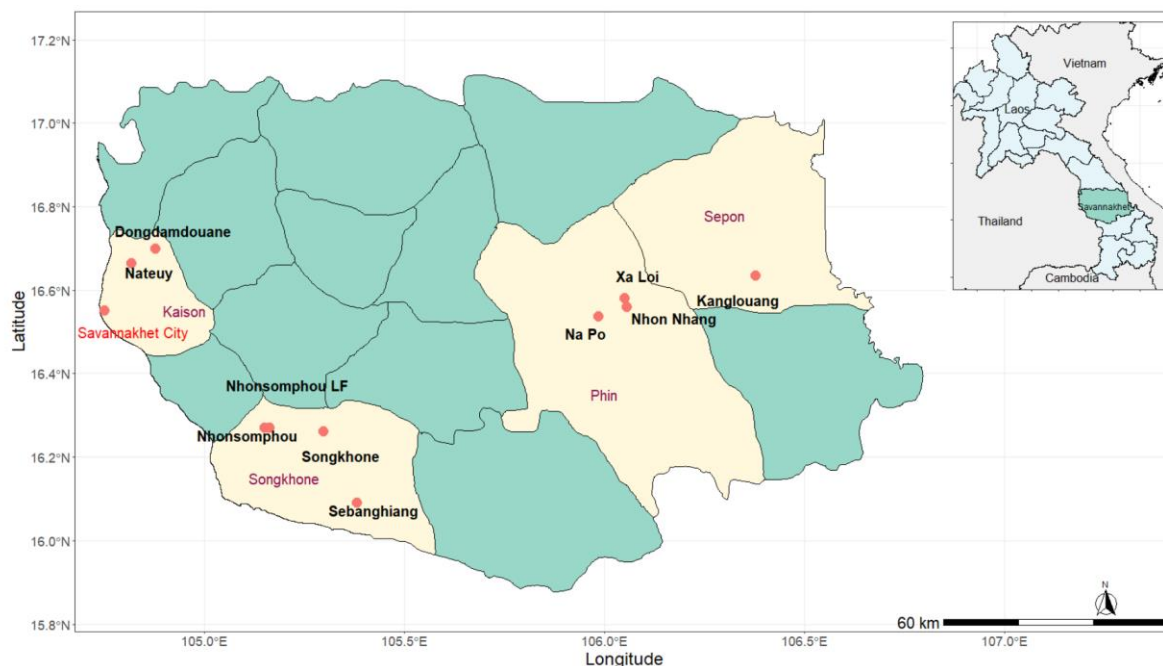 17.2°N
17.0°N
16.8°N
16.6°N
16.4°N
16.2°N
16.0°N
15.8°N
Latitude
Vietnam
Laos
Savannakhet
Thailand
Cambodia
Sepon
Dongdamdouane
Nateuy
Xa Loi
Kanglouang
Kaison
Nhon Nhang
Savannakhet City
Na Po
Nhonsomphou LF
Phin
Nhonsomphou
Songkhone
Songkhone
Sebanghiang
N
60 km
105.0°E
105.5°E
106.0°E
106.5°E
107.0°E
Longitude